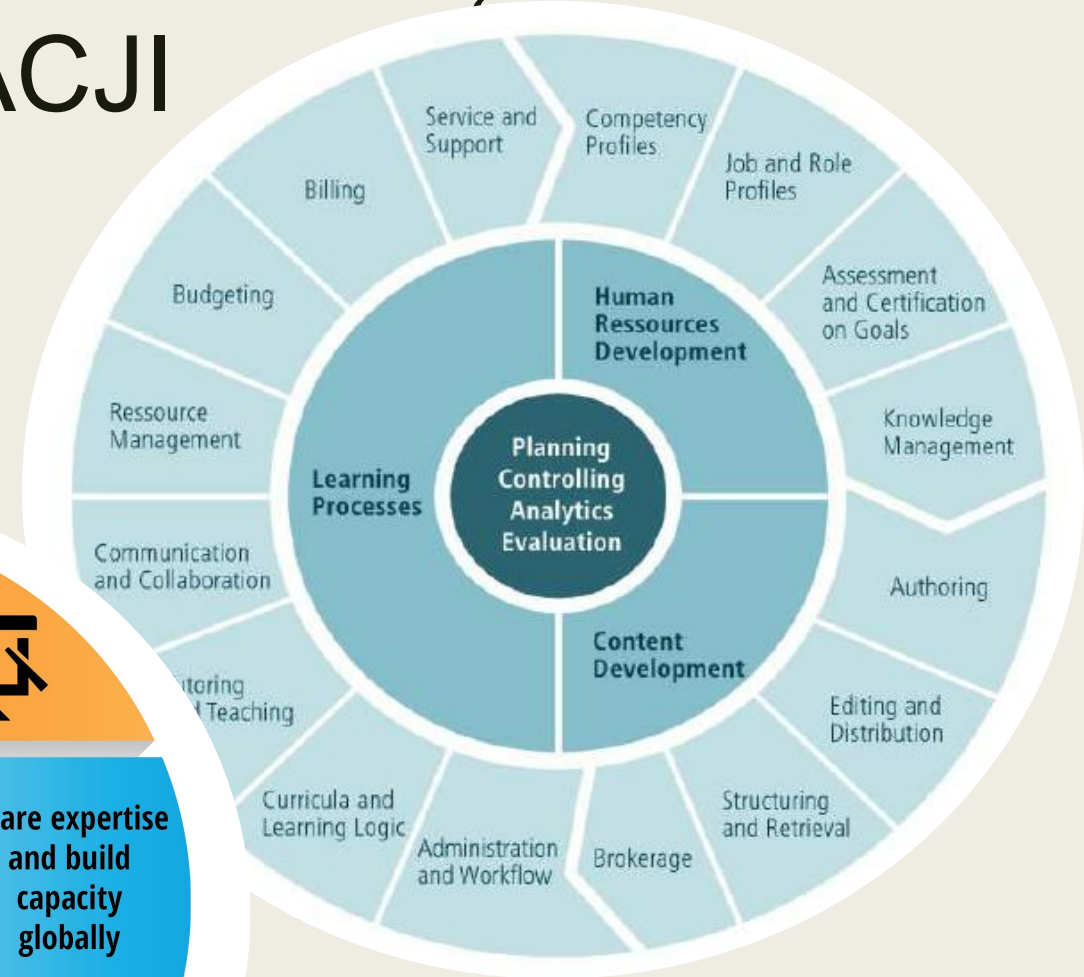 ACJI
Service and
Support
Competency
Profiles
Job and Role
Profiles
Assessment
and Certification
on Goals
Knowledge
Management
Authoring
Editing and
Distribution
Structuring
and Retrieval
Brokerage
Administration
and Workflow
Curricula and
Learning Logic
Teaching
Communication
and Collaboration
Ressource
Management
Budgeting
Billing
Human
Ressources
Development
Content
Development
Learning
Processes
Planning
Controlling
Analytics
Evaluation
are expertise
and build
capacity
globally